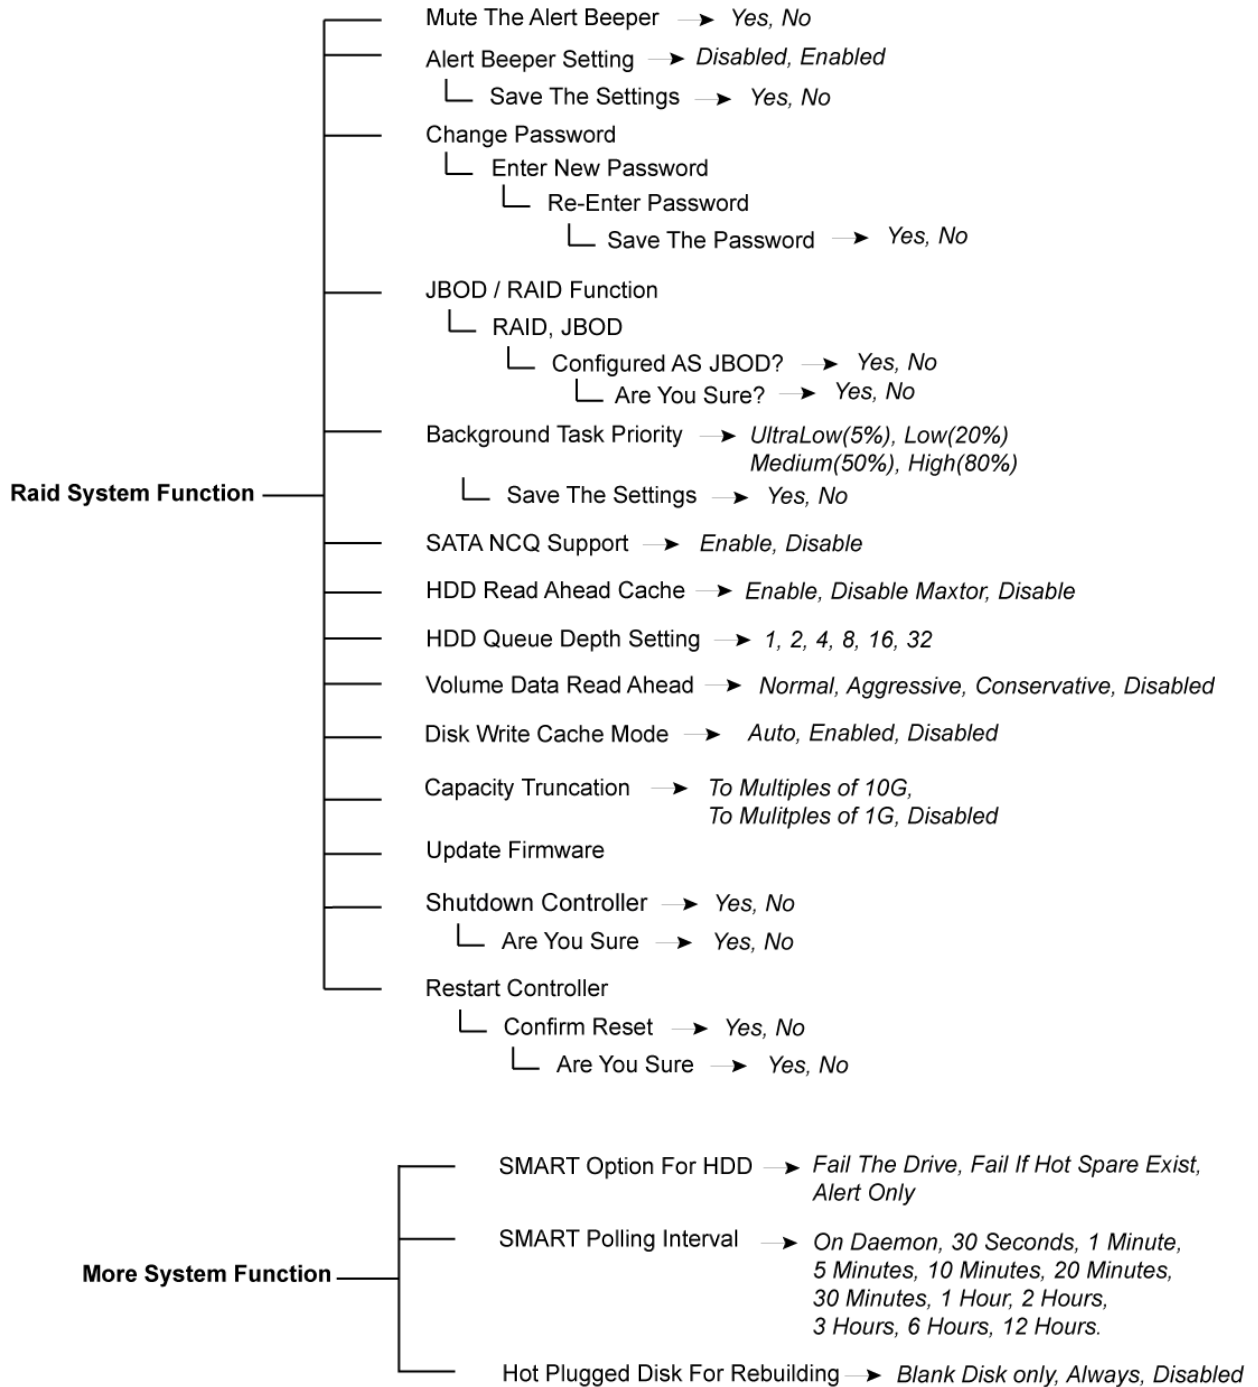 Mute The Alert Beeper Yes, No
Alert Beeper Setting Disabled, Enabled
Save The Settings Yes, No
Change Password
Enter New Password
Re-Enter Password
Save The Password Yes, No
JBOD / RAID Function
RAID, JBOD
Configured AS JBOD? Yes, No
Are You Sure? Yes, No
Background Task Priority UltraLow(5%), Low(20%)
Medium(50%), High(80%)
Raid System Function
Save The Settings Yes, No
SATA NCQ Support Enable, Disable
HDD Read Ahead Cache Enable, Disable Maxtor, Disable
HDD Queue Depth Setting 1, 2, 4, 8, 16, 32
Volume Data Read Ahead Normal, Aggressive, Conservative, Disabled
Disk Write Cache Mode Auto, Enabled, Disabled
Capacity Truncation To Multiples of 10G,
To Mulitples of 1G, Disabled
Update Firmware
Shutdown Controller Yes, No
Are You Sure Yes, No
Restart Controller
Confirm Reset Yes, No
Are You Sure Yes, No
SMART Option For HDD Fail The Drive, Fail If Hot Spare Exist,
Alert Only
SMART Polling Interval On Daemon, 30 Seconds, 1 Minute,
5 Minutes, 10 Minutes, 20 Minutes,
More System Function
30 Minutes, 1 Hour, 2 Hours,
3 Hours, 6 Hours, 12 Hours.
Hot Plugged Disk For Rebuilding Blank Disk only, Always, Disabled